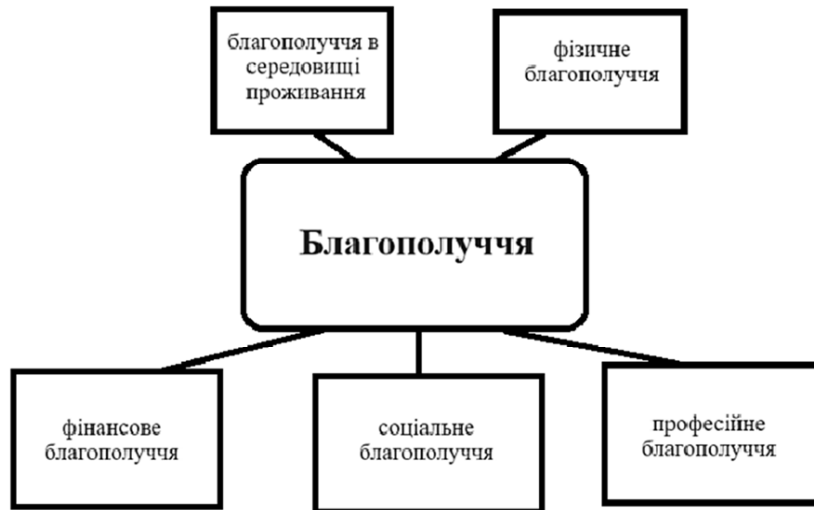 благополуччя в
середовищі
проживання
фізичне
благополуччя
Благополуччя
фінансове
благополуччя
соціальне
благополуччя
професійне
благополуччя